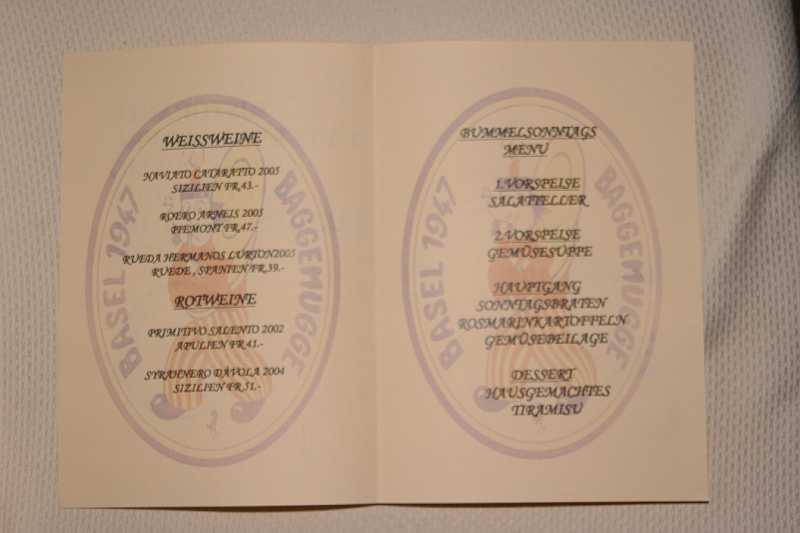 WEISSWEINE
NAVIATO CATARATTO 2005
SIZILIEN FR.43.-
ROERO ARNEIS 2005
PIEMONT FR.47.-
RUEDA HERMANOS LURTON2005
RUEDE , SPANIEN FR.39.-
ROTWEINE
PRIMITIVO SALENTO 2002
APULIEN FR.41.-
SYRAHNERO DAVOLA 2004
SIZILIEN FR.51.-
BASEL 1947
BAGGEMUGGE
BUMMELSONNTAGS
MENU
1.VORSPEISE
SALATTELLER
2.VORSPEISE
GEMÜSESUPPE
HAUPTGANG
SONNTAGSBRATEN
ROSMARINKARTOFFELN
GEMÜSEBEILAGE
DESSERT
HAUSGEMACHTES
TIRAMISU
BASEL 1947
BAGGEMUGGE